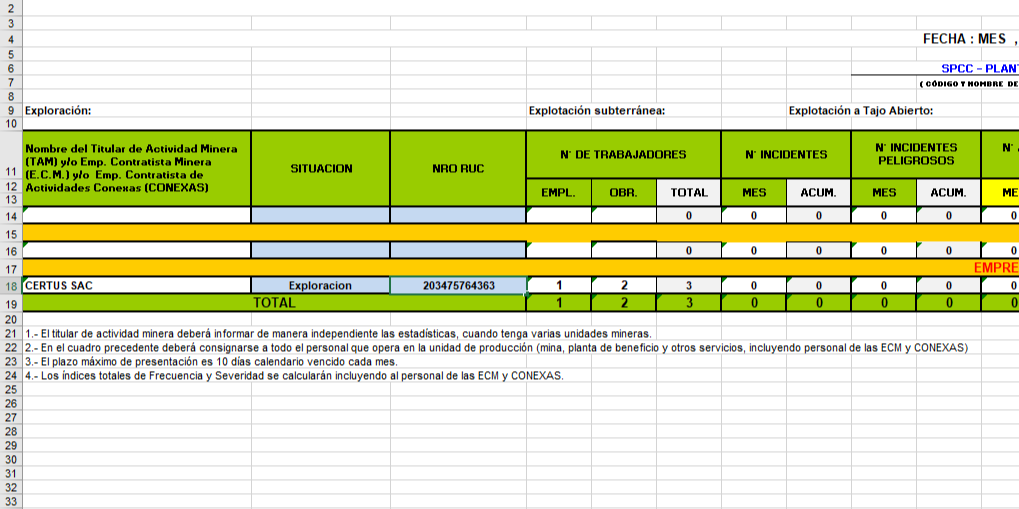 2
3
4 FECHA : MES ,
5
6 SPCC - PLAN
7 ( CÓDIGO Y NOMBRE DE
8
9 Exploración: Explotación subterránea: Explotación a Tajo Abierto:
10
Nombre del Titular de Actividad Minera
(TAM) y/o Emp. Contratista Minera
(E.C.M.) y/o Emp. Contratista de
Actividades Conexas (CONEXAS)
SITUACION
NRO RUC
N° DE TRABAJADORES
N° INCIDENTES
N° INCIDENTES
PELIGROSOS
N°
11
12 EMPL. OBR. TOTAL MES ACUM. MES ACUM. ME
13
14 0 0 0 0 0 0
15
16 0 0 0 0 0 0
17 EMPRE
18 CERTUS SAC Exploracion 203475764363 1 2 3 0 0 0 0 0
19 TOTAL 1 2 3 0 0 0 0 0
20
21 1.- El titular de actividad minera deberá informar de manera independiente las estadísticas, cuando tenga varias unidades mineras.
22 2.- En el cuadro precedente deberá consignarse a todo el personal que opera en la unidad de producción (mina, planta de beneficio y otros servicios, incluyendo personal de las ECM y CONEXAS)
23 3.- El plazo máximo de presentación es 10 días calendario vencido cada mes.
24 4.- Los índices totales de Frecuencia y Severidad se calcularán incluyendo al personal de las ECM y CONEXAS.
25
26
27
28
29
30
31
32
33